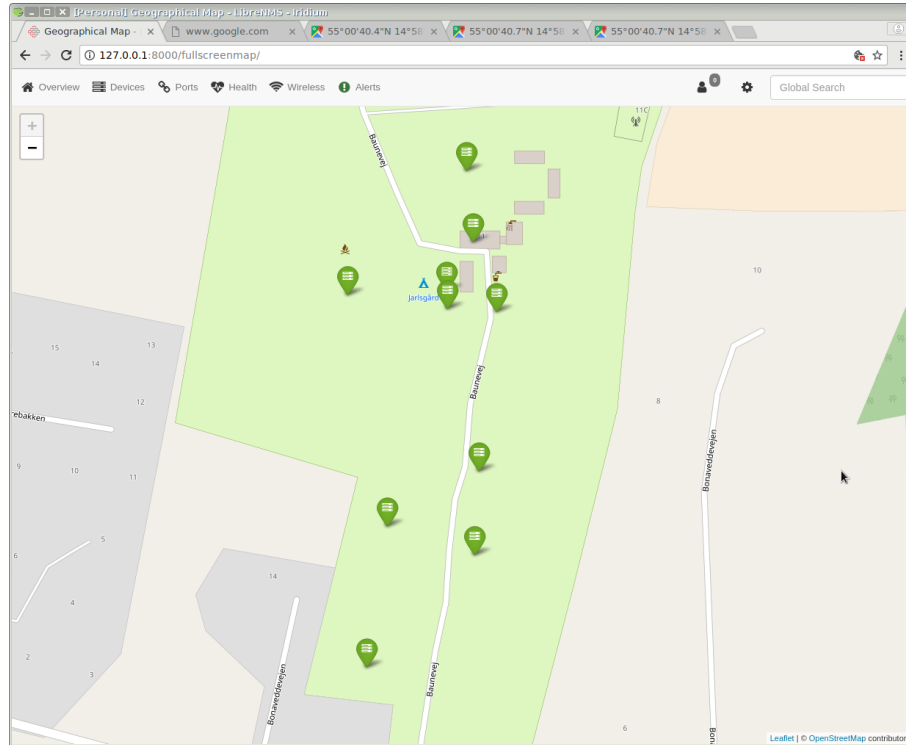 [Personal] Geographical Map - LibreNMS - Iridium
Geographical Map -
www.google.com
55°00'40.4"N 14°58
55°00'40.7"N 14°58
55°00'40.7"N 14°58
127.0.0.1:8000/fullscreenmap/
Overview Devices Ports Health Wireless Alerts 0 Global Search
11C
Baunevej
10
Jarlsgård
15
13
14
Baunevej
12
8
ebakken
Bonaveddevejen
9
10
11
5
6
14
4
2
3
Baunevej
Bonaveddevejen
6
Bon
Leaflet | © OpenStreetMap contributor